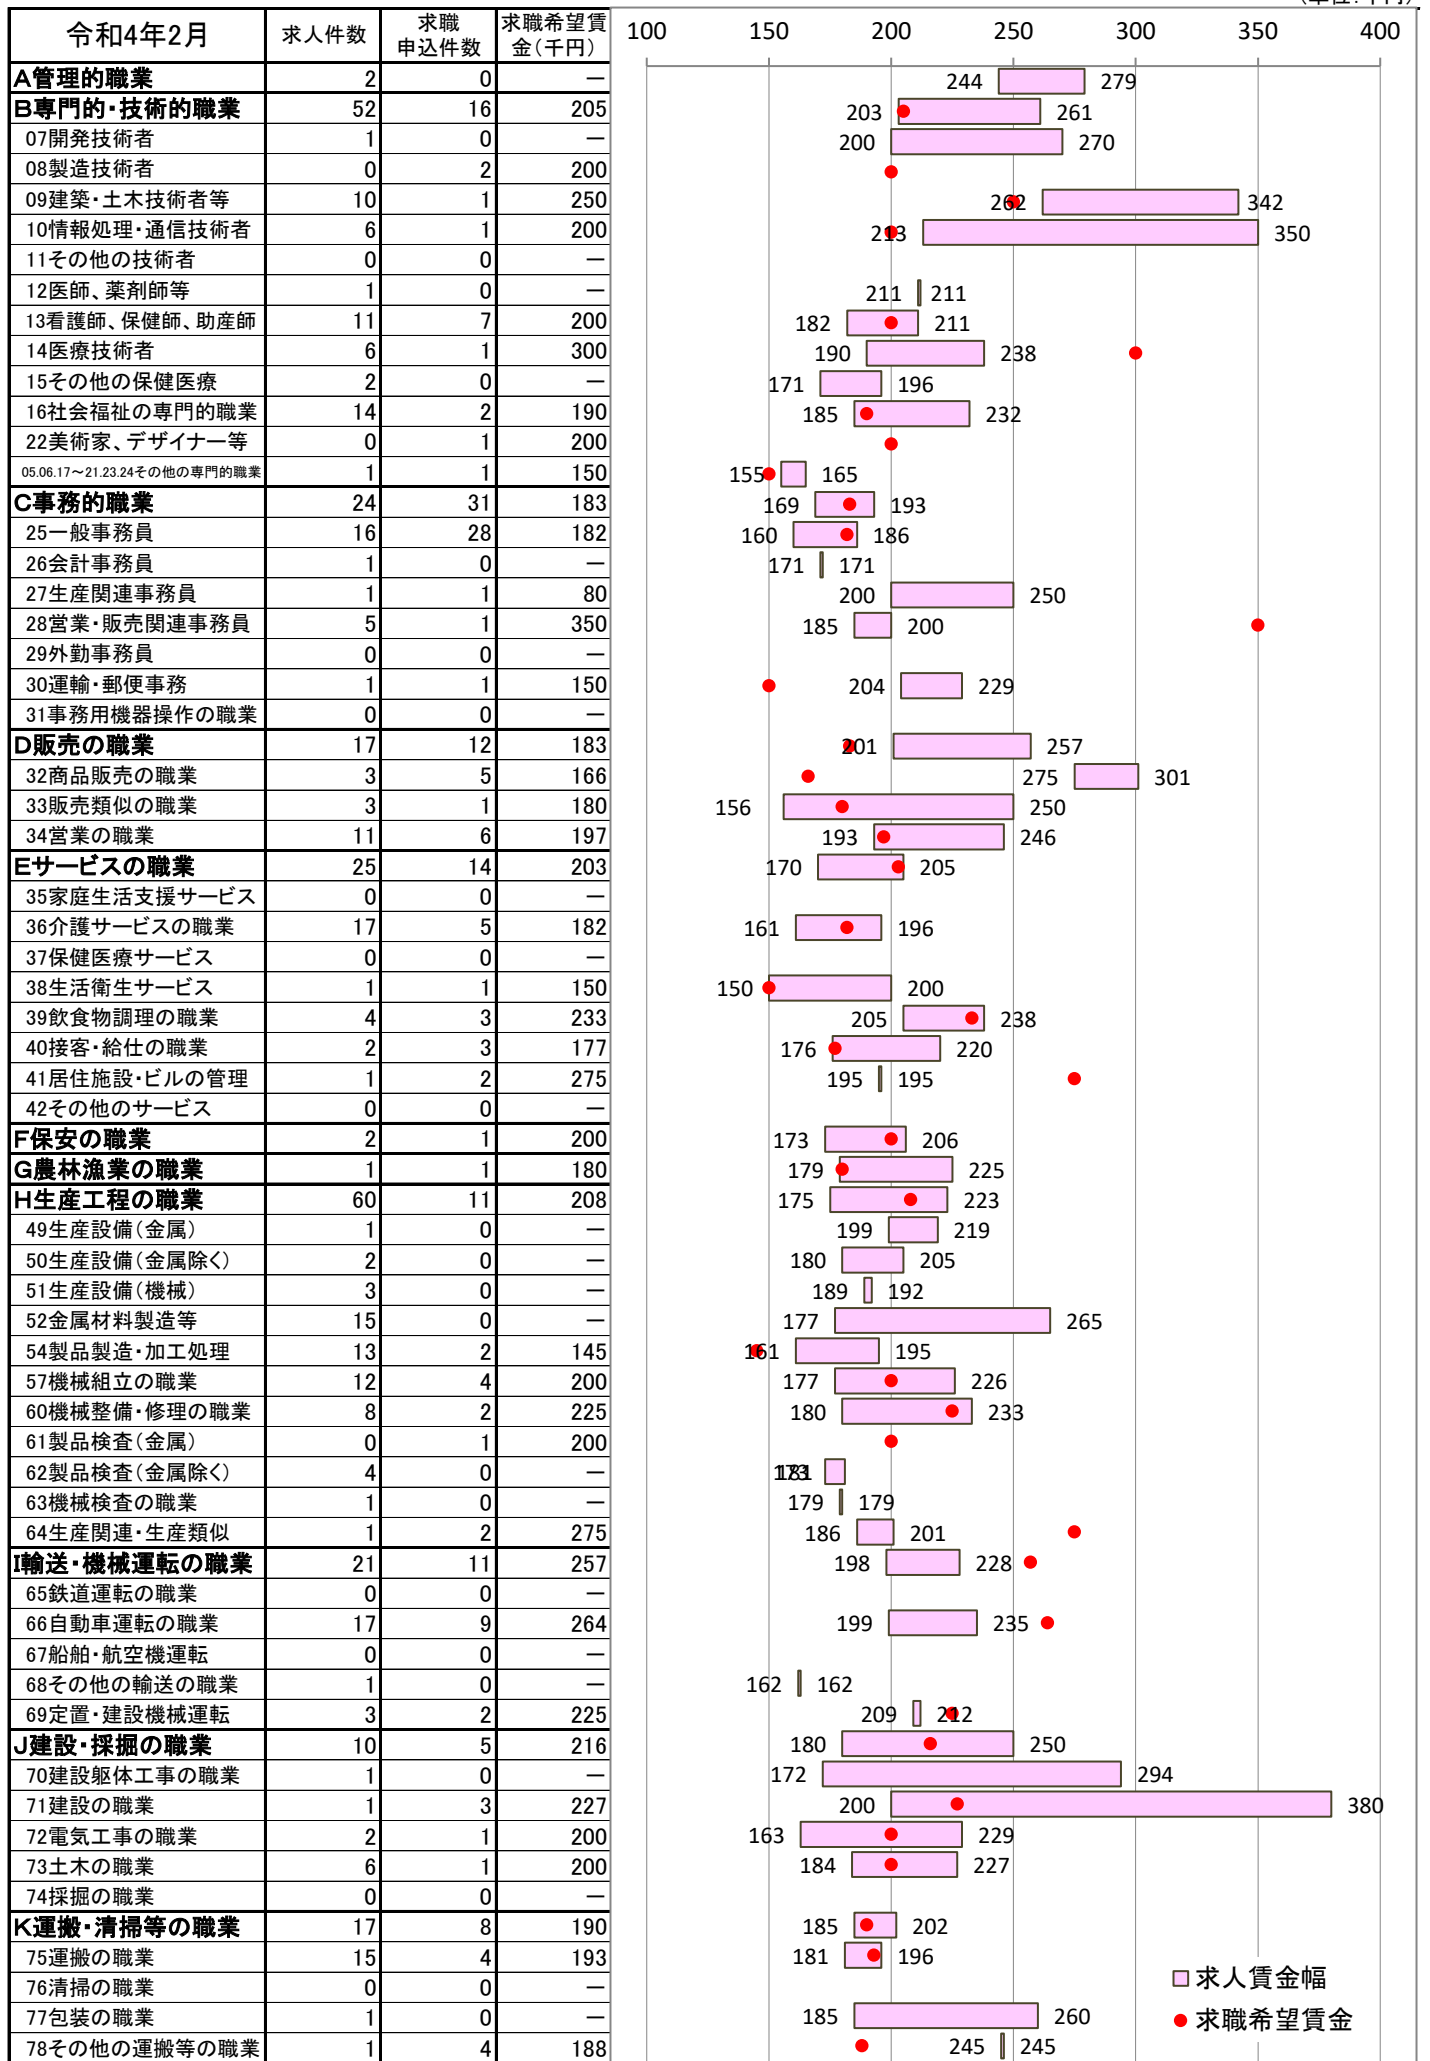 (単位:千円)
令和4年2月 求人件数 求職申込件数 求職希望賃金(千円) 100 150 200 250 300 350 400
A管理的職業 2 0 ― 244 279
B専門的・技術的職業 52 16 205 203 261
07開発技術者 1 0 ― 200 270
08製造技術者 0 2 200
09建築・土木技術者等 10 1 250 262 342
10情報処理・通信技術者 6 1 200 213 350
11その他の技術者 0 0 ―
12医師、薬剤師等 1 0 ― 211 211
13看護師、保健師、助産師 11 7 200 182 211
14医療技術者 6 1 300 190 238
15その他の保健医療 2 0 ― 171 196
16社会福祉の専門的職業 14 2 190 185 232
22美術家、デザイナー等 0 1 200
05.06.17～21.23.24その他の専門的職業 1 1 150 155 165
C事務的職業 24 31 183 169 193
25一般事務員 16 28 182 160 186
26会計事務員 1 0 ― 171 171
27生産関連事務員 1 1 80 200 250
28営業・販売関連事務員 5 1 350 185 200
29外勤事務員 0 0 ―
30運輸・郵便事務 1 1 150 204 229
31事務用機器操作の職業 0 0 ―
D販売の職業 17 12 183 201 257
32商品販売の職業 3 5 166 275 301
33販売類似の職業 3 1 180 156 250
34営業の職業 11 6 197 193 246
Eサービスの職業 25 14 203 170 205
35家庭生活支援サービス 0 0 ―
36介護サービスの職業 17 5 182 161 196
37保健医療サービス 0 0 ―
38生活衛生サービス 1 1 150 150 200
39飲食物調理の職業 4 3 233 205 238
40接客・給仕の職業 2 3 177 176 220
41居住施設・ビルの管理 1 2 275 195 195
42その他のサービス 0 0 ―
F保安の職業 2 1 200 173 206
G農林漁業の職業 1 1 180 179 225
H生産工程の職業 60 11 208 175 223
49生産設備(金属) 1 0 ― 199 219
50生産設備(金属除く) 2 0 ― 180 205
51生産設備(機械) 3 0 ― 189 192
52金属材料製造等 15 0 ― 177 265
54製品製造・加工処理 13 2 145 161 195
57機械組立の職業 12 4 200 177 226
60機械整備・修理の職業 8 2 225 180 233
61製品検査(金属) 0 1 200
62製品検査(金属除く) 4 0 ― 173 181
63機械検査の職業 1 0 ― 179 179
64生産関連・生産類似 1 2 275 186 201
I輸送・機械運転の職業 21 11 257 198 228
65鉄道運転の職業 0 0 ―
66自動車運転の職業 17 9 264 199 235
67船舶・航空機運転 0 0 ―
68その他の輸送の職業 1 0 ― 162 162
69定置・建設機械運転 3 2 225 209 212
J建設・採掘の職業 10 5 216 180 250
70建設躯体工事の職業 1 0 ― 172 294
71建設の職業 1 3 227 200 380
72電気工事の職業 2 1 200 163 229
73土木の職業 6 1 200 184 227
74採掘の職業 0 0 ―
K運搬・清掃等の職業 17 8 190 185 202
75運搬の職業 15 4 193 181 196
76清掃の職業 0 0 ―
77包装の職業 1 0 ― 185 260
78その他の運搬等の職業 1 4 188 245 245
求人賃金幅
求職希望賃金